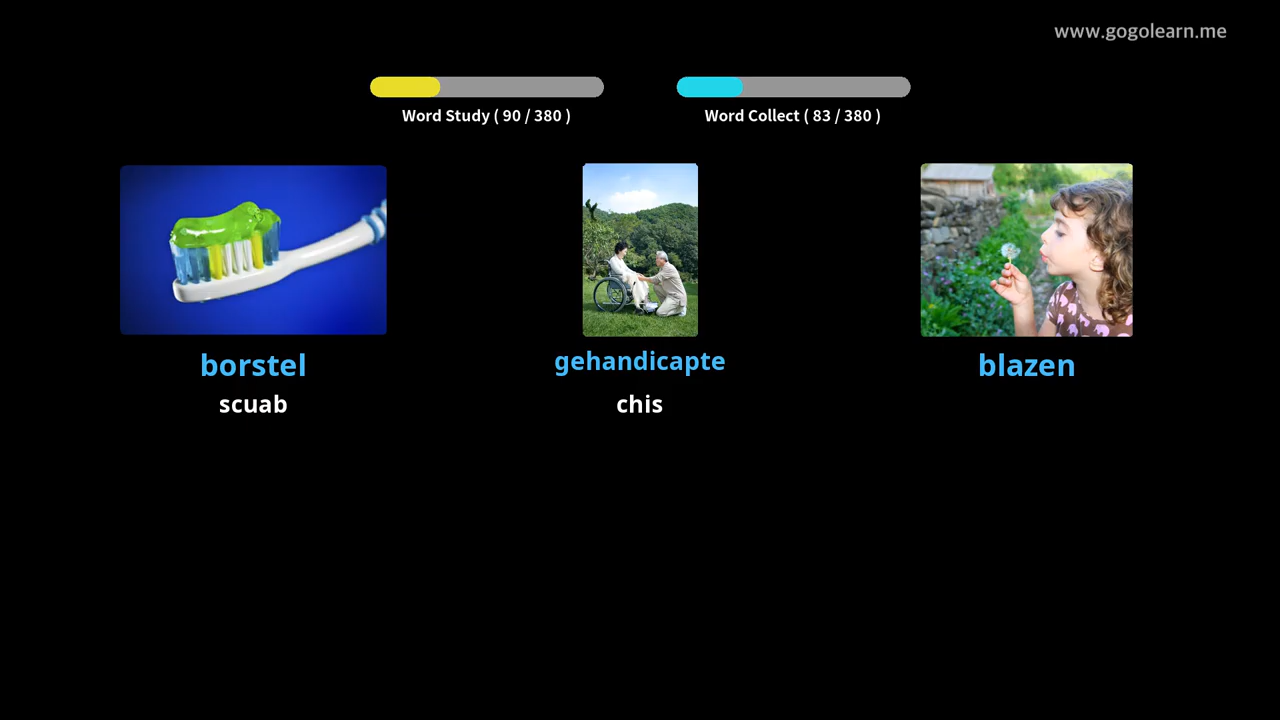 www.gogolearn.me
Word Study ( 90 / 380 )
Word Collect ( 83 / 380 )
borstel
gehandicapte
blazen
scuab
chis